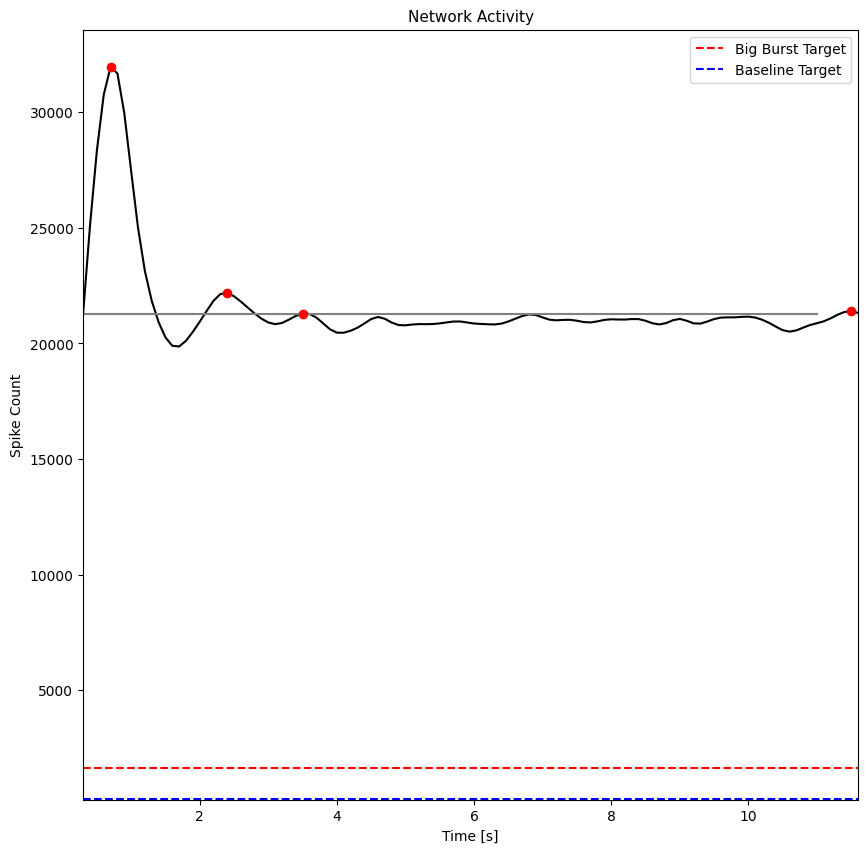 Network Activity
Big Burst Target
Baseline Target
Spike Count
30000
25000
20000
15000
10000
5000
2
4
6
8
10
Time [s]